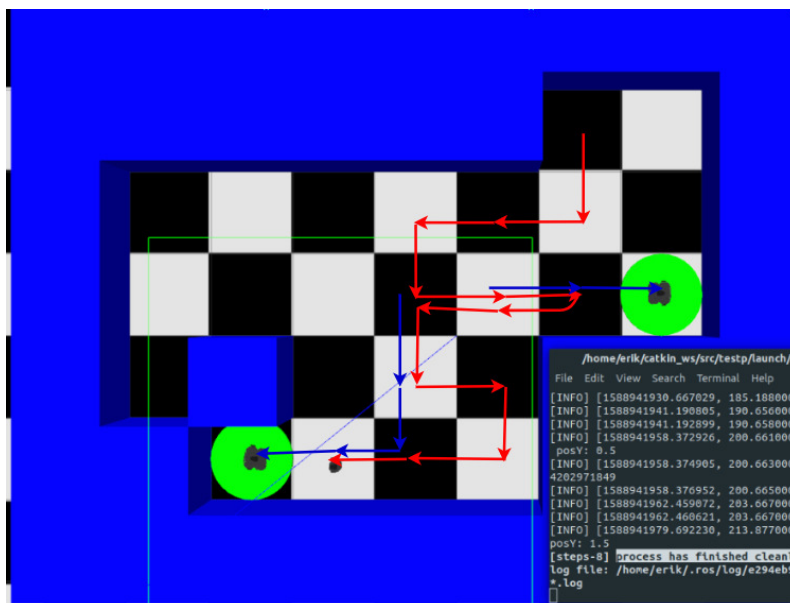 /home/erik/catkin_ws/src/testp/launch/
File Edit View Search Terminal Help
[INFO] [1588941930.667029, 185.188000
[INFO] [1588941941.190805, 190.656000
[INFO] [1588941941.192899, 190.658000
[INFO] [1588941958.372926, 200.661000
posY: 0.5
[INFO] [1588941958.374905, 200.663000
4202971849
[INFO] [1588941958.376952, 200.665000
[INFO] [1588941962.459072, 203.667000
[INFO] [1588941962.460621, 203.667000
[INFO] [1588941979.692230, 213.877000
posY: 1.5
[steps-8] process has finished clean
log file: /home/erik/.ros/log/e294eb
*.log